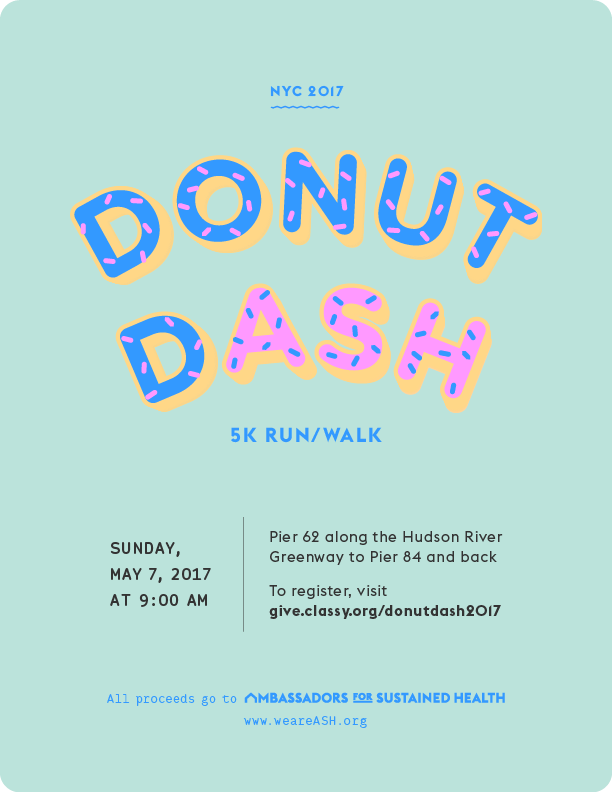 NYC 2017
DONUT
DASH
5K RUN/WALK
SUNDAY,
MAY 7, 2017
AT 9:00 AM
Pier 62 along the Hudson River
Greenway to Pier 84 and back
To register, visit
give.classy.org/donutdash2017
All proceeds go to AMBASSADORS FOR SUSTAINED HEALTH
www.weareASH.org